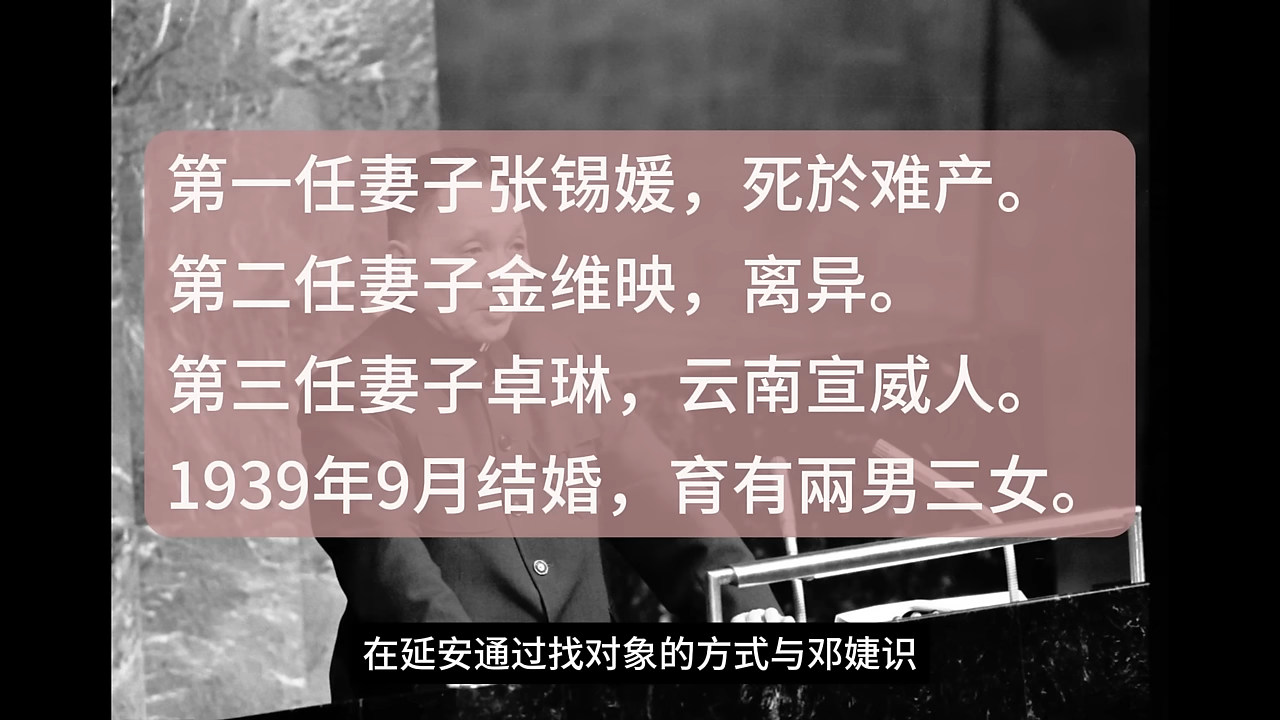 第一任妻子张锡媛，死於难产。
第二任妻子金维映，离异。
第三任妻子卓琳，云南宣威人。
1939年9月结婚，育有兩男三女。
在延安通过找对象的方式与邓婕识